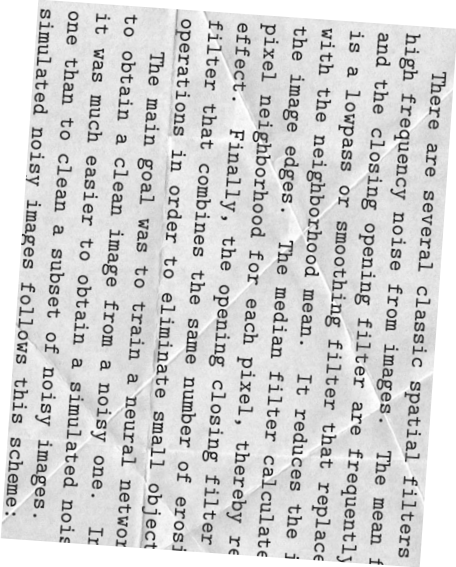 There are several classic spatial filters
high frequency noise from images. The mean f
and the closing opening filter are frequently
is a lowpass or smoothing filter that replace
with the neighborhood mean. It reduces the i
the image edges. The median filter calculate
pixel neighborhood for each pixel, thereby re
effect. Finally, the opening closing filter
filter that combines the same number of erosi
operations in order to eliminate small object
The main goal was to train a neural networ
to obtain a clean image from a noisy one. Ir
it was much easier to obtain a simulated nois
one than to clean a subset of noisy images.
simulated noisy images follows this scheme: